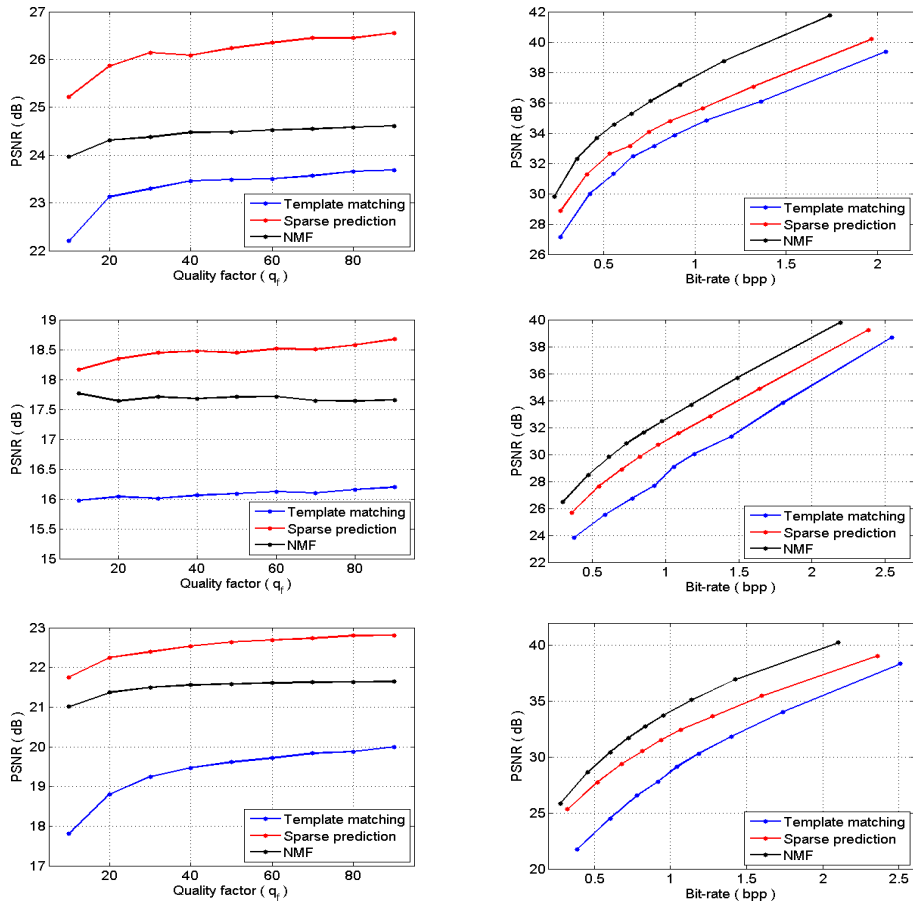 27
26
25
24
23
22
PSNR ( dB )
20 40 60 80
Quality factor ( q_f )
Template matching
Sparse prediction
NMF
42
40
38
36
34
32
30
28
26
PSNR ( dB )
0.5 1 1.5 2
Bit-rate ( bpp )
Template matching
Sparse prediction
NMF
19
18.5
18
17.5
17
16.5
16
15.5
15
PSNR ( dB )
20 40 60 80
Quality factor ( q_f )
Template matching
Sparse prediction
NMF
40
38
36
34
32
30
28
26
24
22
PSNR ( dB )
0.5 1 1.5 2 2.5
Bit-rate ( bpp )
Template matching
Sparse prediction
NMF
23
22
21
20
19
18
17
PSNR ( dB )
20 40 60 80
Quality factor ( q_f )
Template matching
Sparse prediction
NMF
40
35
30
25
20
PSNR ( dB )
0.5 1 1.5 2 2.5
Bit-rate ( bpp )
Template matching
Sparse prediction
NMF